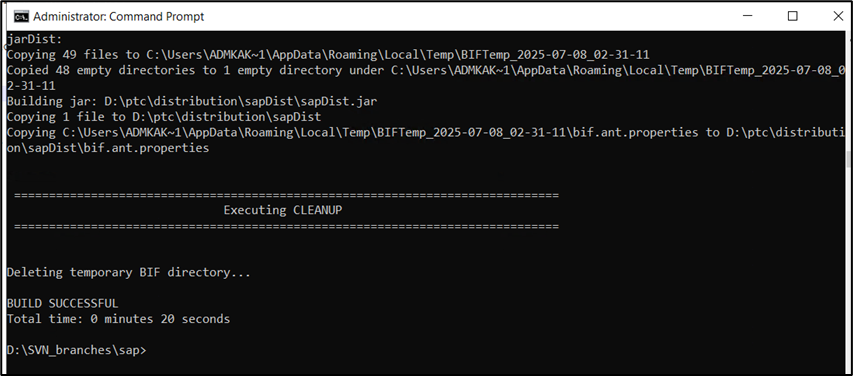 Administrator: Command Prompt
jarDist:
Copying 49 files to C:\Users\ADMKAK~1\AppData\Roaming\Local\Temp\BIFTemp_2025-07-08_02-31-11
Copied 48 empty directories to 1 empty directory under C:\Users\ADMKAK~1\AppData\Roaming\Local\Temp\BIFTemp_2025-07-08_0
2-31-11
Building jar: D:\ptc\distribution\sapDist\sapDist.jar
Copying 1 file to D:\ptc\distribution\sapDist
Copying C:\Users\ADMKAK~1\AppData\Roaming\Local\Temp\BIFTemp_2025-07-08_02-31-11\bif.ant.properties to D:\ptc\distributi
on\sapDist\bif.ant.properties
==============================================================================
Executing CLEANUP
==============================================================================
Deleting temporary BIF directory...
BUILD SUCCESSFUL
Total time: 0 minutes 20 seconds
D:\SVN_branches\sap>